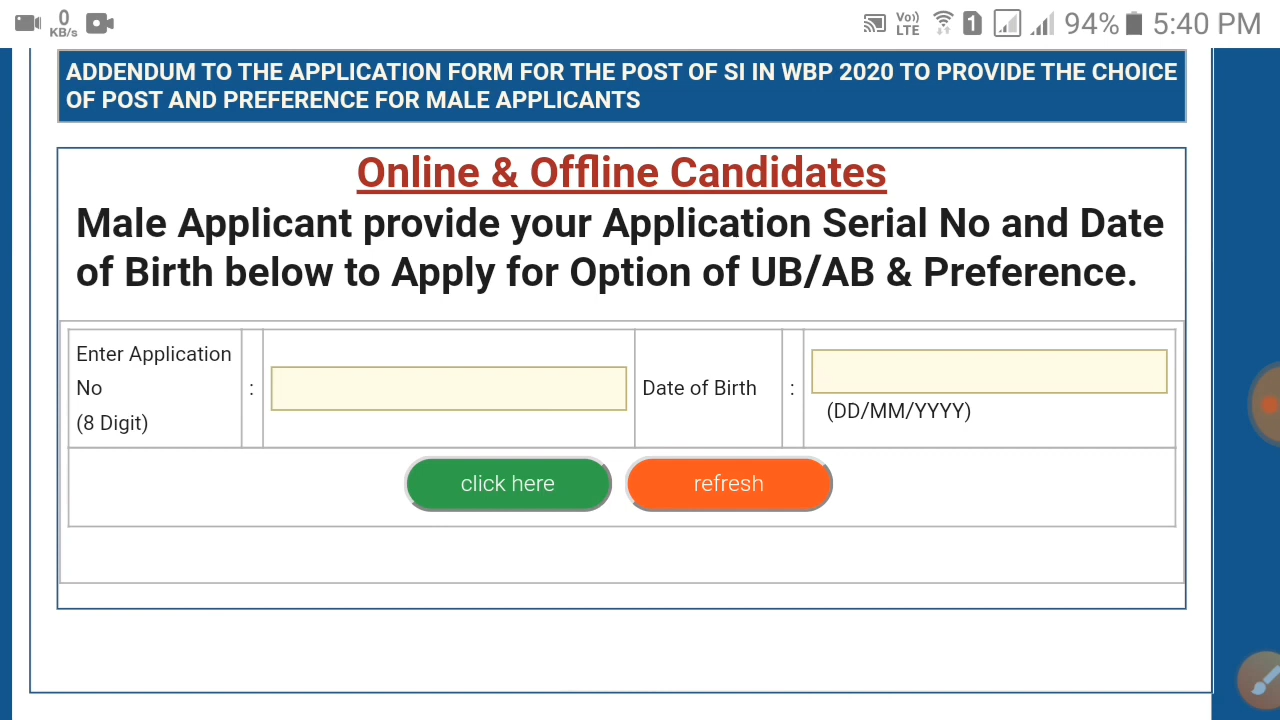 0
KB/s
Vo))
LTE
1
94%
5:40 PM
ADDENDUM TO THE APPLICATION FORM FOR THE POST OF SI IN WBP 2020 TO PROVIDE THE CHOICE
OF POST AND PREFERENCE FOR MALE APPLICANTS
Online & Offline Candidates
Male Applicant provide your Application Serial No and Date
of Birth below to Apply for Option of UB/AB & Preference.
Enter Application
No
(8 Digit)
:
Date of Birth
:
(DD/MM/YYYY)
click here
refresh